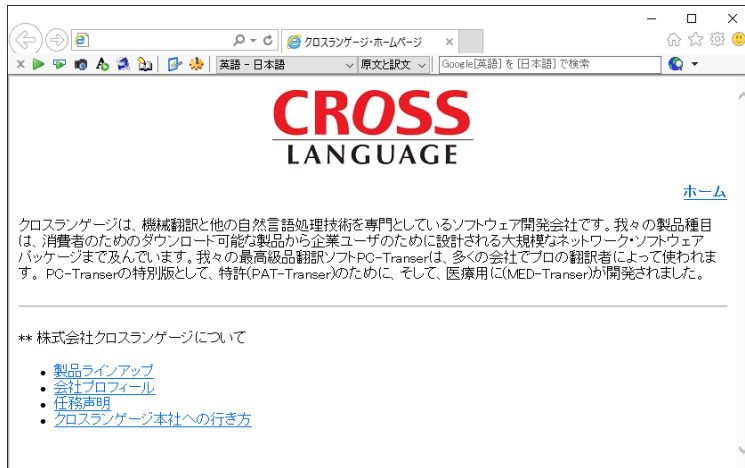 クロスランゲージ・ホームページ
英語 - 日本語
原文と訳文
Google[英語] を [日本語] で検索
CROSS
LANGUAGE
ホーム
クロスランゲージは、機械翻訳と他の自然言語処理技術を専門としているソフトウェア開発会社です。我々の製品種目
は、消費者のためのダウンロード可能な製品から企業ユーザのために設計される大規模なネットワーク・ソフトウェア
パッケージまで及んでいます。我々の最高級品翻訳ソフトPC-Transerは、多くの会社でプロの翻訳者によって使われま
す。PC-Transerの特別版として、特許(PAT-Transer)のために、そして、医療用に(MED-Transer)が開発されました。
** 株式会社クロスランゲージについて
• 製品ラインアップ
• 会社プロフィール
• 任務声明
• クロスランゲージ本社への行き方